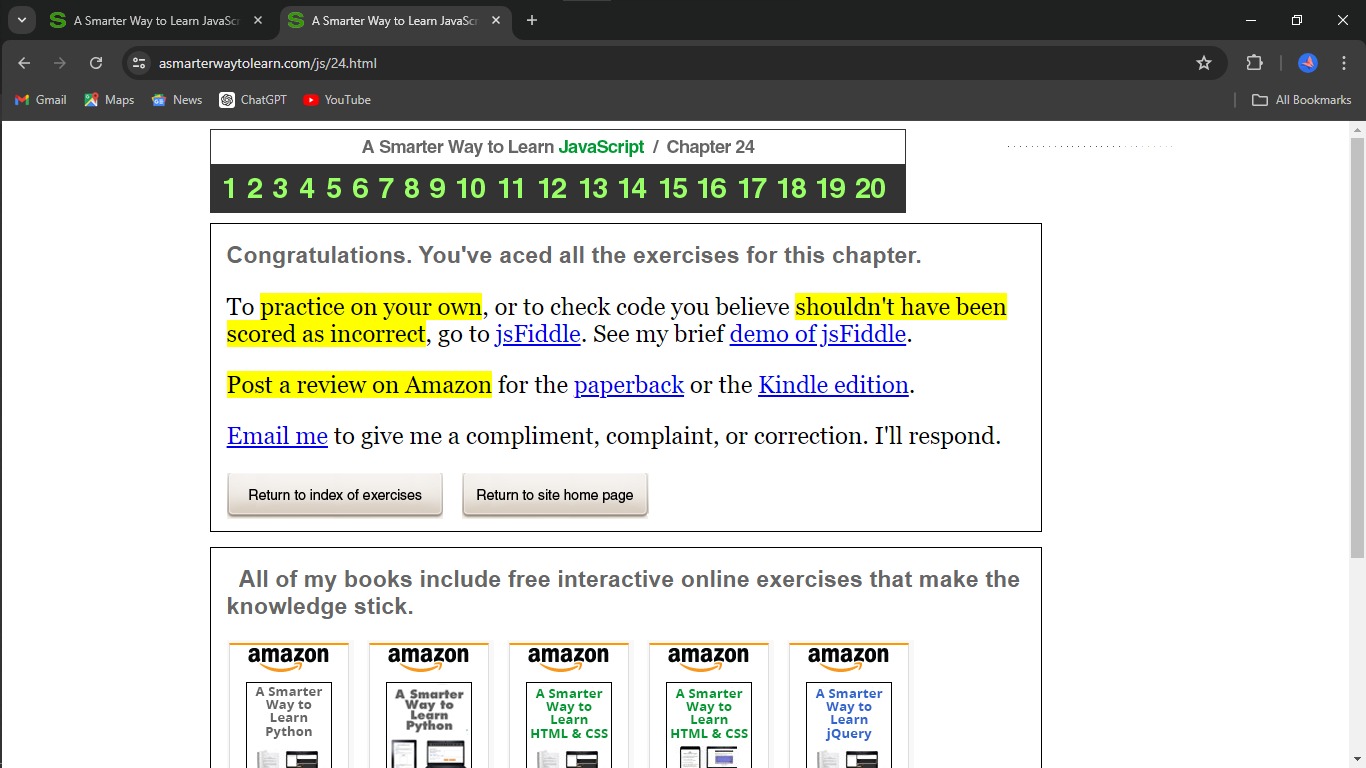 A Smarter Way to Learn JavaSc
A Smarter Way to Learn JavaSc
asmarterwaytolearn.com/js/24.html
Gmail
Maps
News
ChatGPT
YouTube
All Bookmarks
A Smarter Way to Learn JavaScript / Chapter 24
1 2 3 4 5 6 7 8 9 10 11 12 13 14 15 16 17 18 19 20
Congratulations. You've aced all the exercises for this chapter.
To practice on your own, or to check code you believe shouldn't have been
scored as incorrect, go to jsFiddle. See my brief demo of jsFiddle.
Post a review on Amazon for the paperback or the Kindle edition.
Email me to give me a compliment, complaint, or correction. I'll respond.
Return to index of exercises
Return to site home page
All of my books include free interactive online exercises that make the
knowledge stick.
amazon
A Smarter
Way to
Learn
Python
amazon
A Smarter
Way to
Learn
Python
amazon
A Smarter
Way to
Learn
HTML & CSS
amazon
A Smarter
Way to
Learn
HTML & CSS
amazon
A Smarter
Way to
Learn
jQuery